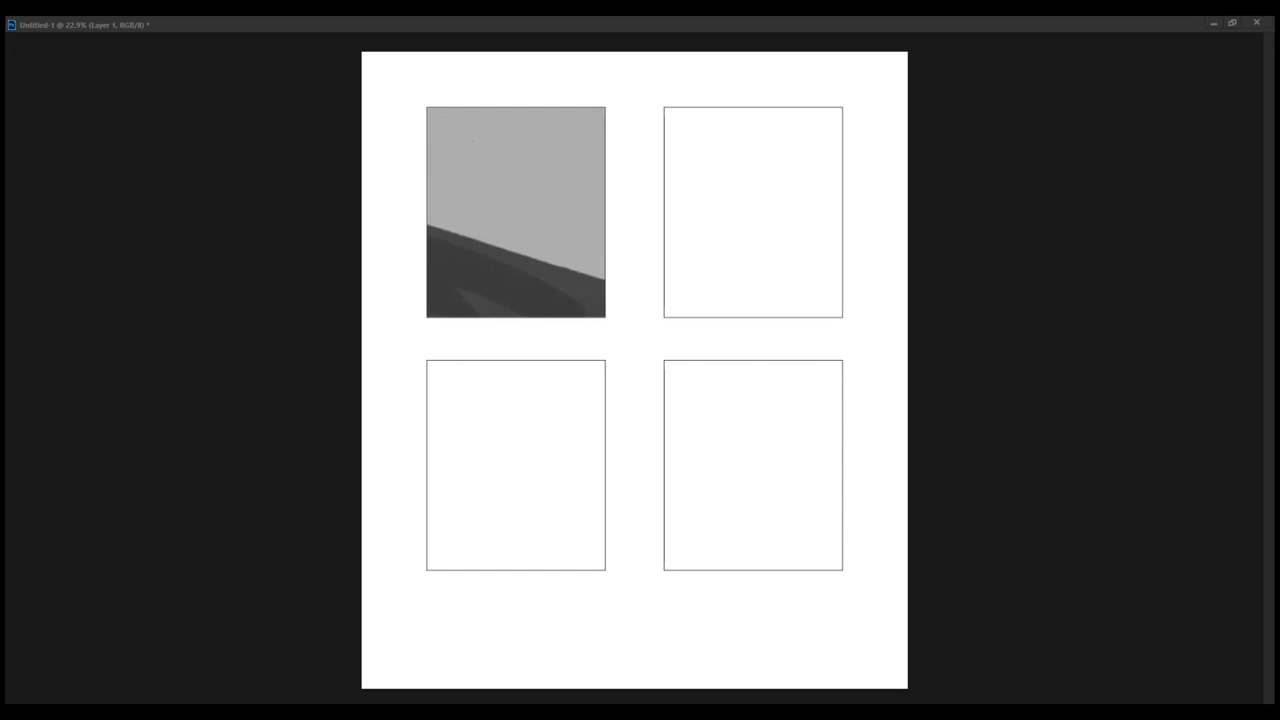 Untitled-1 @ 22.9% (Layer 1, RGB/8) *